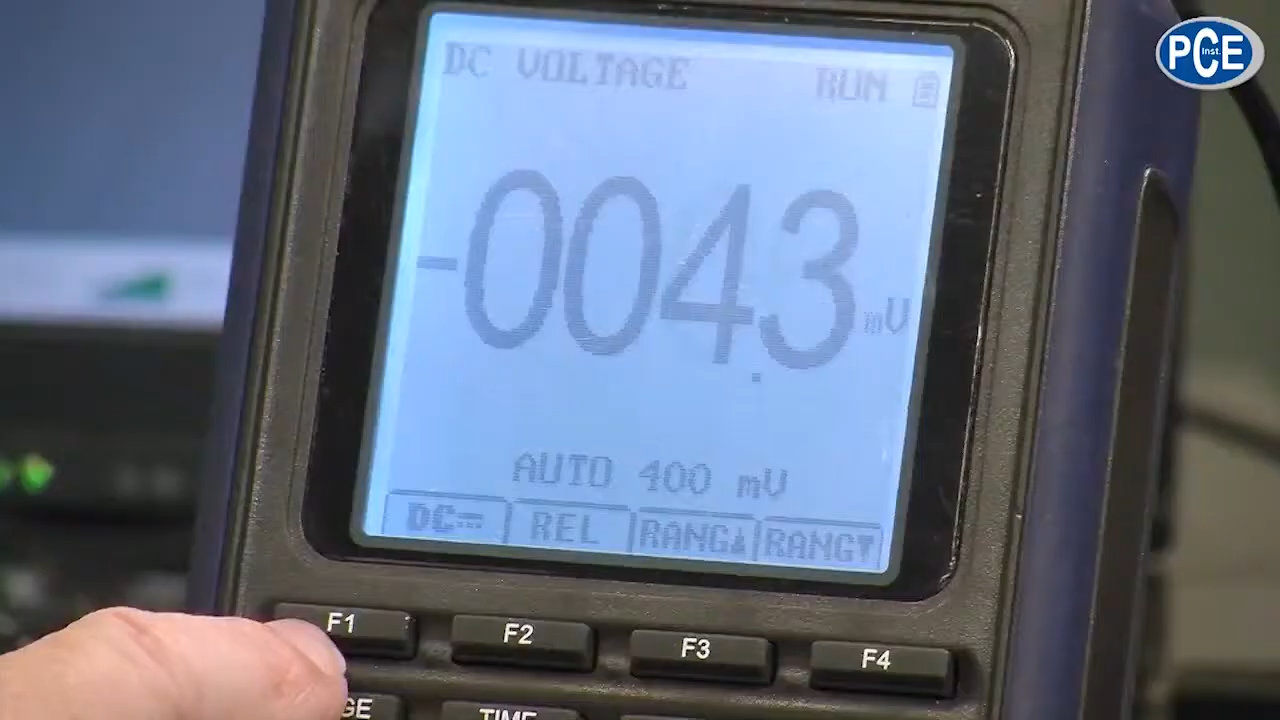 PCE
Inst.
DC VOLTAGE RUN
-004.3 mV
AUTO 400 mV
DC REL RANG▲ RANG▼
F1 F2 F3 F4
GE TIME